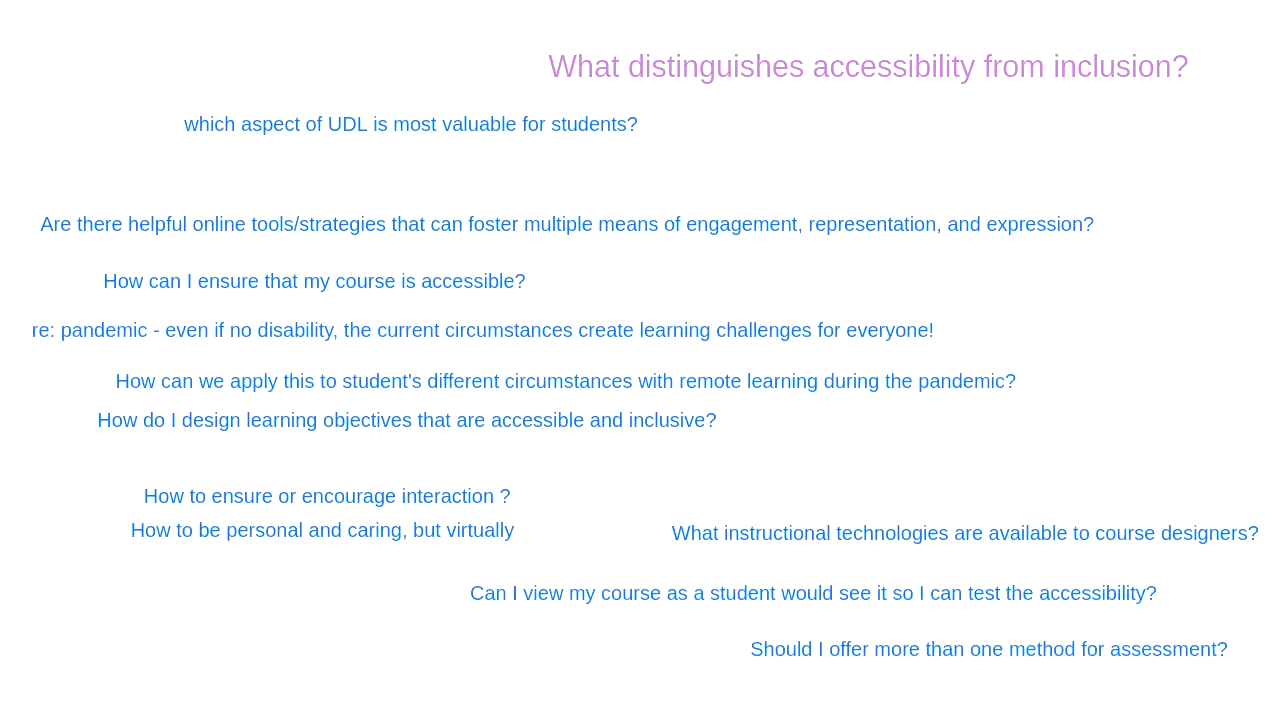 What distinguishes accessibility from inclusion?
which aspect of UDL is most valuable for students?
Are there helpful online tools/strategies that can foster multiple means of engagement, representation, and expression?
How can I ensure that my course is accessible?
re: pandemic - even if no disability, the current circumstances create learning challenges for everyone!
How can we apply this to student's different circumstances with remote learning during the pandemic?
How do I design learning objectives that are accessible and inclusive?
How to ensure or encourage interaction ?
How to be personal and caring, but virtually
What instructional technologies are available to course designers?
Can I view my course as a student would see it so I can test the accessibility?
Should I offer more than one method for assessment?